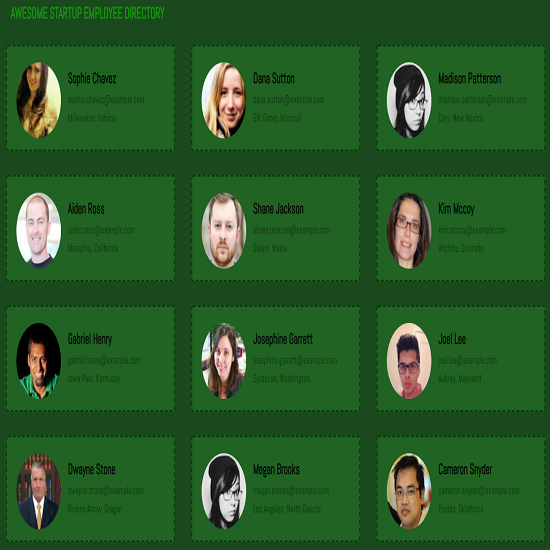 AWESOME STARTUP EMPLOYEE DIRECTORY
Sophie Chavez
sophie.chavez@example.com
Milwaukee, Indiana
Dana Sutton
dana.sutton@example.com
Elk Grove, Missouri
Madison Patterson
madison.patterson@example.com
Cary, New Mexico
Aiden Ross
aiden.ross@example.com
Memphis, California
Shane Jackson
shane.jackson@example.com
Salem, Maine
Kim Mccoy
kim.mccoy@example.com
Wichita, Colorado
Gabriel Henry
gabriel.henry@example.com
Iowa Park, Kentucky
Josephine Garrett
josephine.garrett@example.com
Syracuse, Washington
Joel Lee
joel.lee@example.com
Aubrey, Maryland
Dwayne Stone
dwayne.stone@example.com
Broken Arrow, Oregon
Megan Brooks
megan.brooks@example.com
Los Angeles, North Dakota
Cameron Snyder
cameron.snyder@example.com
Pueblo, Oklahoma